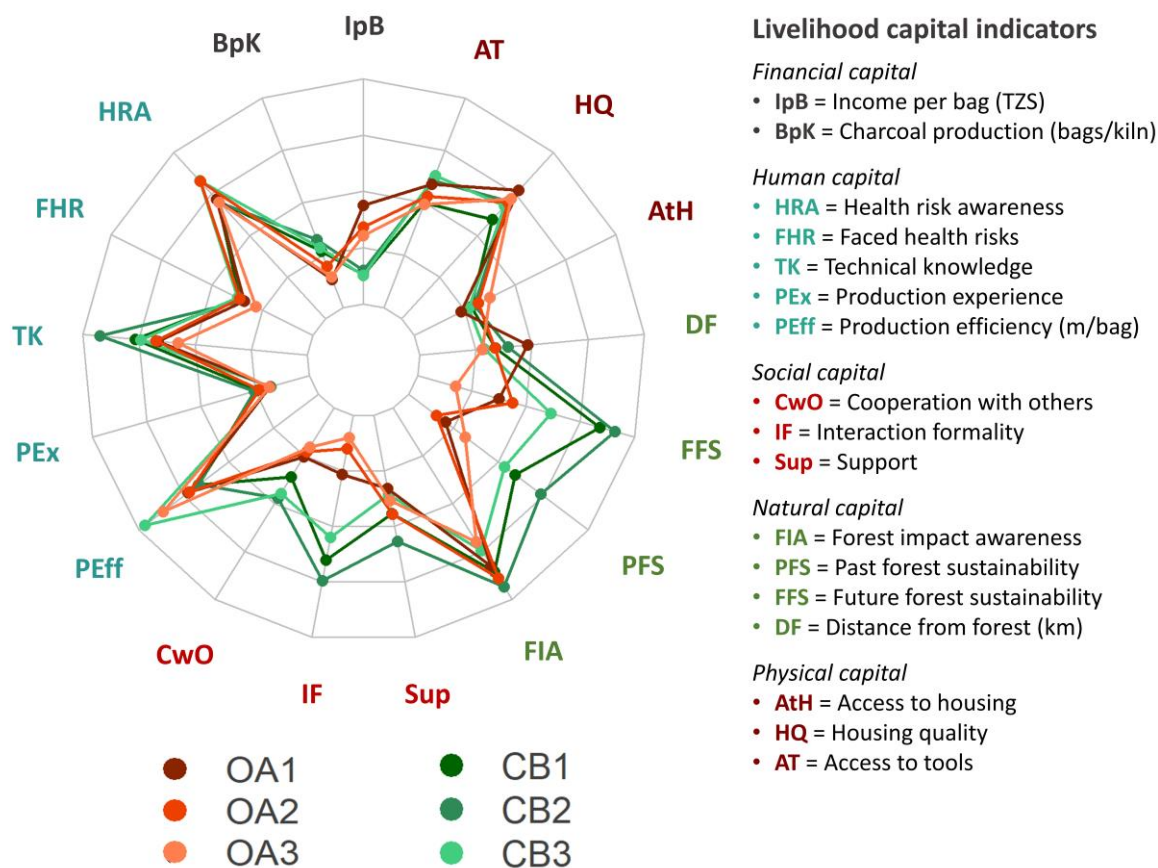 IpB
AT
HQ
AtH
DF
FFS
PFS
FIA
Sup
IF
CwO
PEff
PEx
TK
FHR
HRA
BpK
OA1
OA2
OA3
CB1
CB2
CB3
Livelihood capital indicators
Financial capital
• IpB = Income per bag (TZS)
• BpK = Charcoal production (bags/kiln)
Human capital
• HRA = Health risk awareness
• FHR = Faced health risks
• TK = Technical knowledge
• PEx = Production experience
• PEff = Production efficiency (m/bag)
Social capital
• CwO = Cooperation with others
• IF = Interaction formality
• Sup = Support
Natural capital
• FIA = Forest impact awareness
• PFS = Past forest sustainability
• FFS = Future forest sustainability
• DF = Distance from forest (km)
Physical capital
• AtH = Access to housing
• HQ = Housing quality
• AT = Access to tools